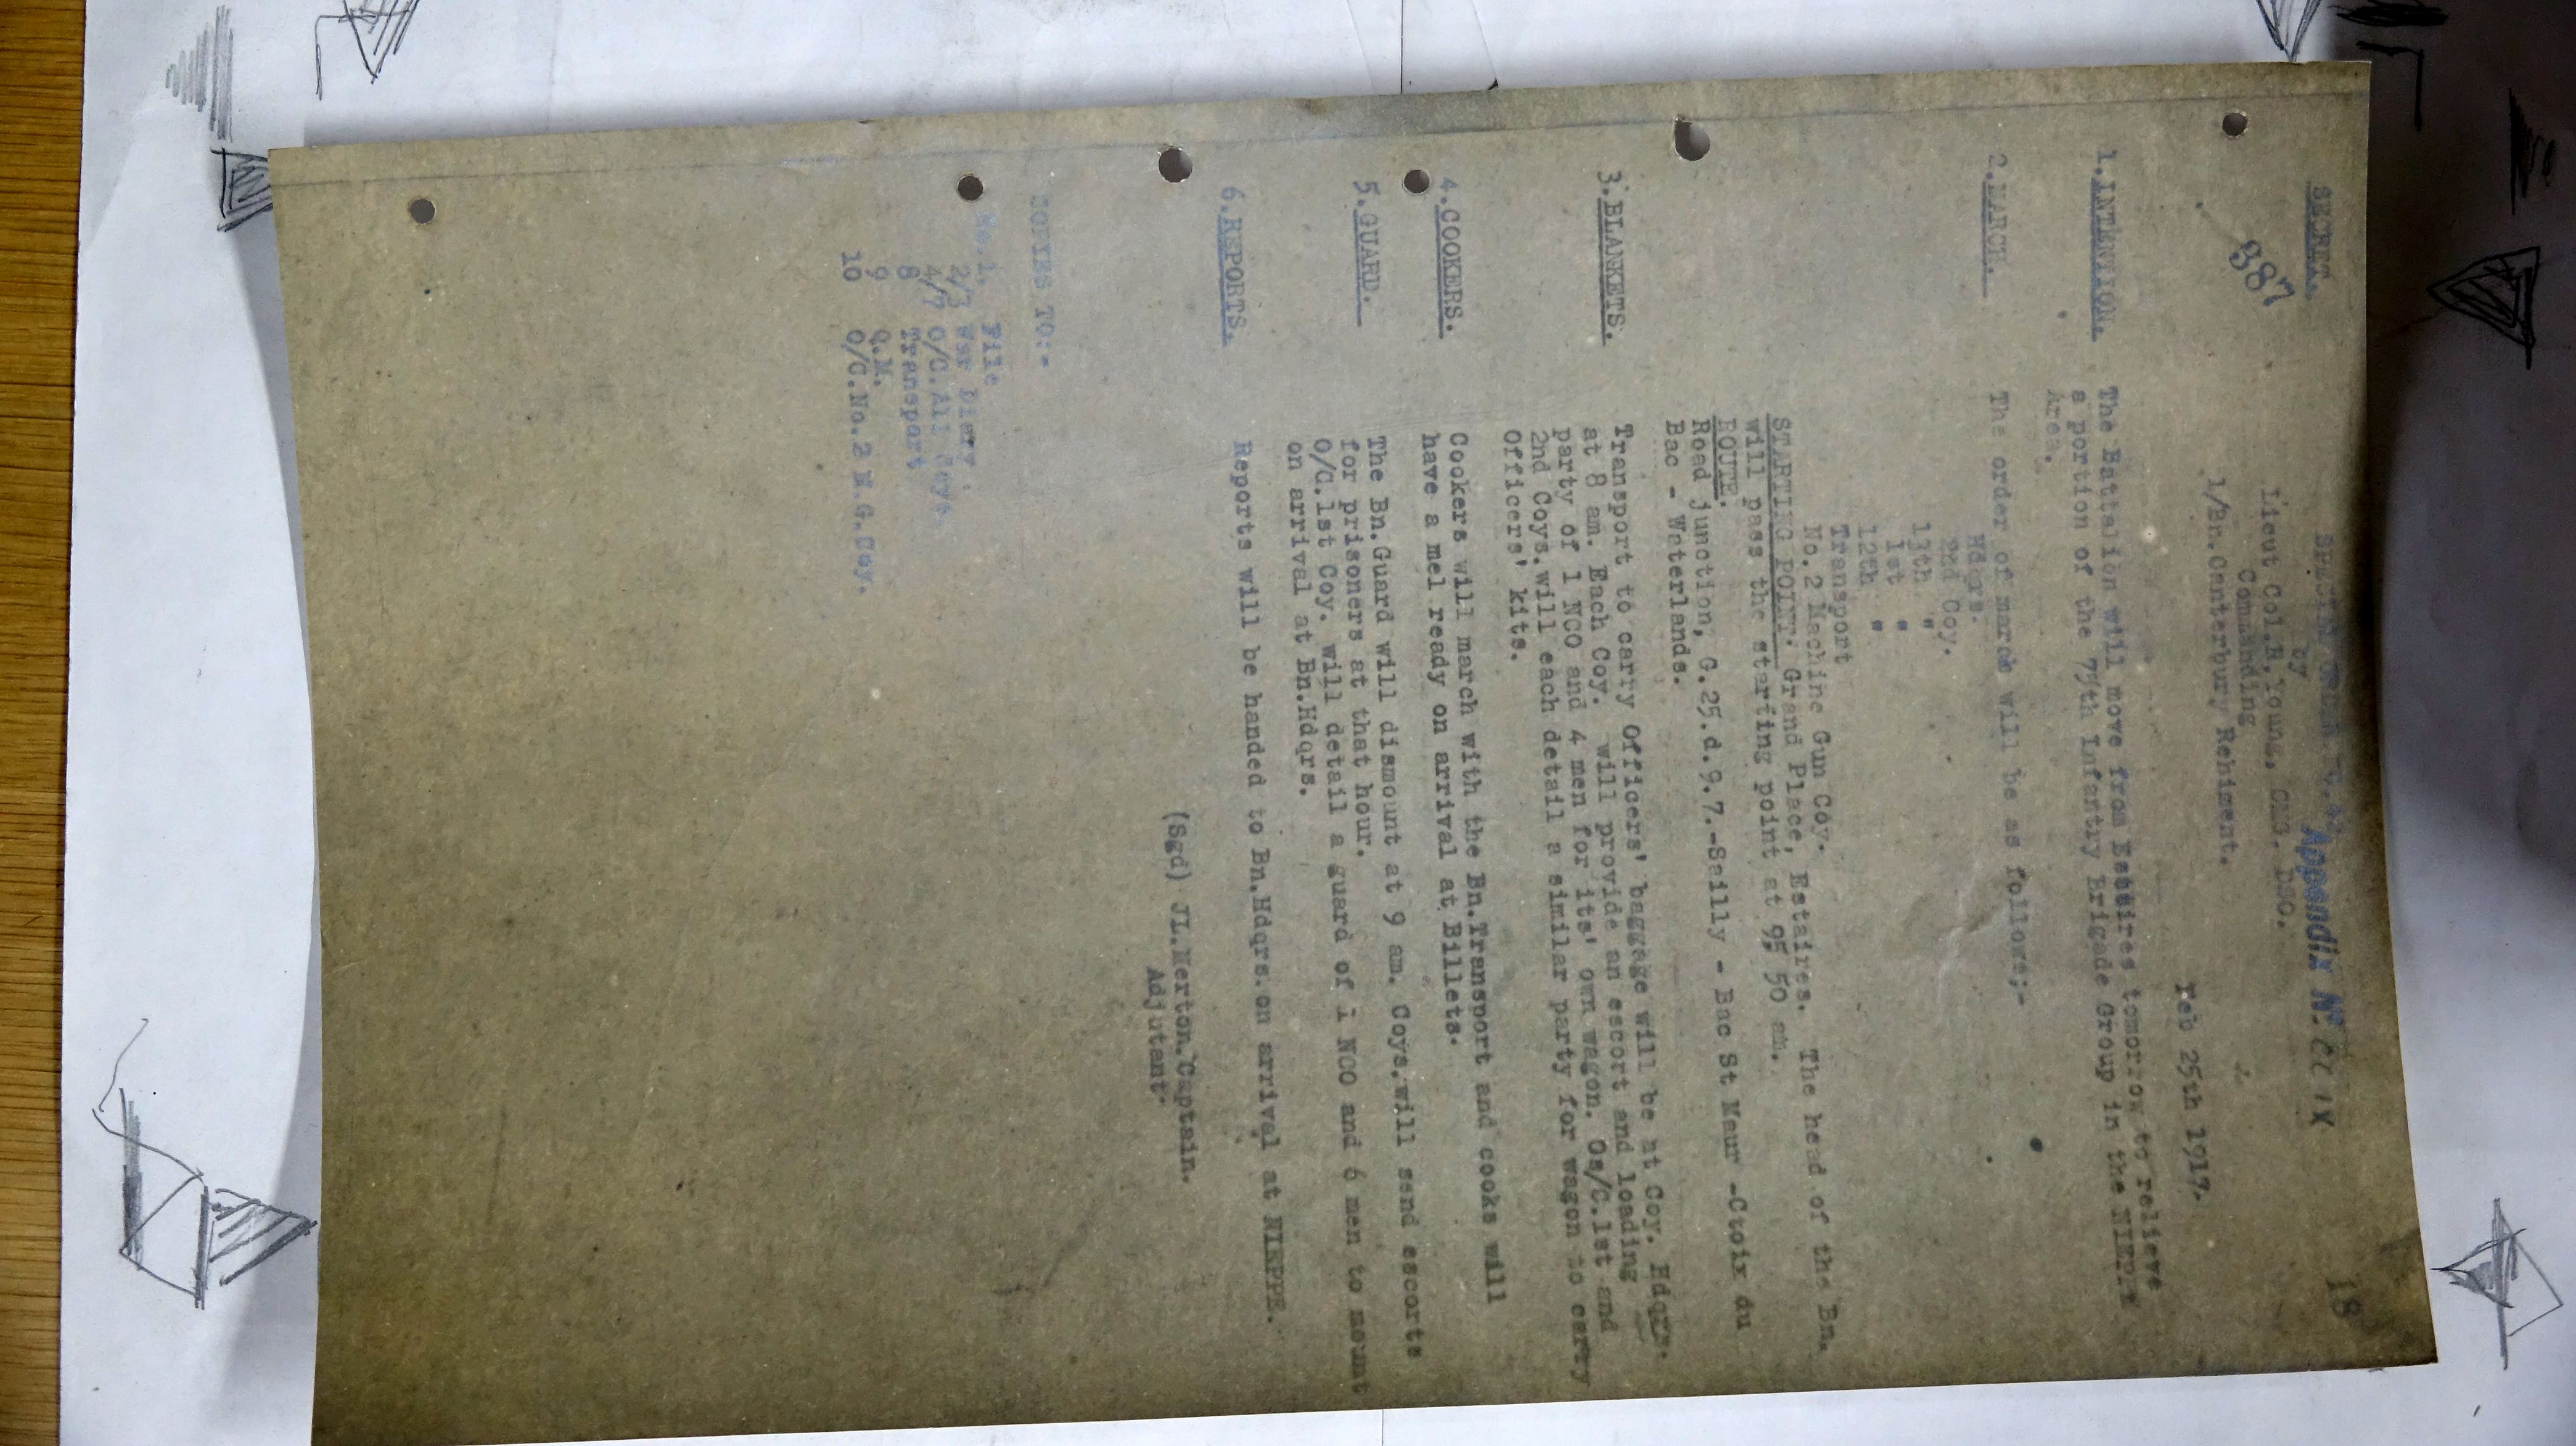 SECRET.
SPECIAL ORDER
Appendix No.
18
387
by
Lieut Col.R.Young, CMG. DSO.
Commanding
1/Bn.Canterbury Rehiment.
Feb 25th 1917.
1.INTENTION. The Battalion will move from Estaires tomorrow to relieve
a portion of the 75th Infantry Brigade Group in the NIEPPE
Area.
2.MARCH. The order of march will be as follows;-
Hdqrs.
2nd Coy.
13th "
1st "
12th "
Transport
No.2 Machine Gun Coy.
STARTING POINT: Grand Place, Estaires. The head of the Bn.
will pass the starting point at 9 50 am.
ROUTE.
Road junction, G.25.d.9.7.-Sailly - Bac St Maur -Ctoix du
Bac - Waterlands.
3.BLANKETS. Transport to carty Officers' baggage will be at Coy. Hdqrs.
at 8 am. Each Coy. will provide an escort and loading
party of 1 NCO and 4 men for its' own wagon. Os/C.1st and
2nd Coys.will each detail a similar party for wagon to carry
Officers' kits.
4.COOKERS. Cookers will march with the Bn.Transport and cooks will
have a mel ready on arrival at Billets.
5.GUARD. The Bn.Guard will dismount at 9 am. Coys.will send escorts
for prisoners at that hour.
O/C.1st Coy. will detail a guard of 1 NCO and 6 men to mount
on arrival at Bn.Hdqrs.
6.REPORTS. Reports will be handed to Bn.Hdqrs.on arrival at NIEPPE.
(Sgd) JL.Merton.Captain.
Adjutant.
COPIES TO:-
No.1. File
2/3 War Diary
4/7 O/C.All Coys.
8 Transport
9 Q.M.
10 O/C.No.2 M.G.Coy.